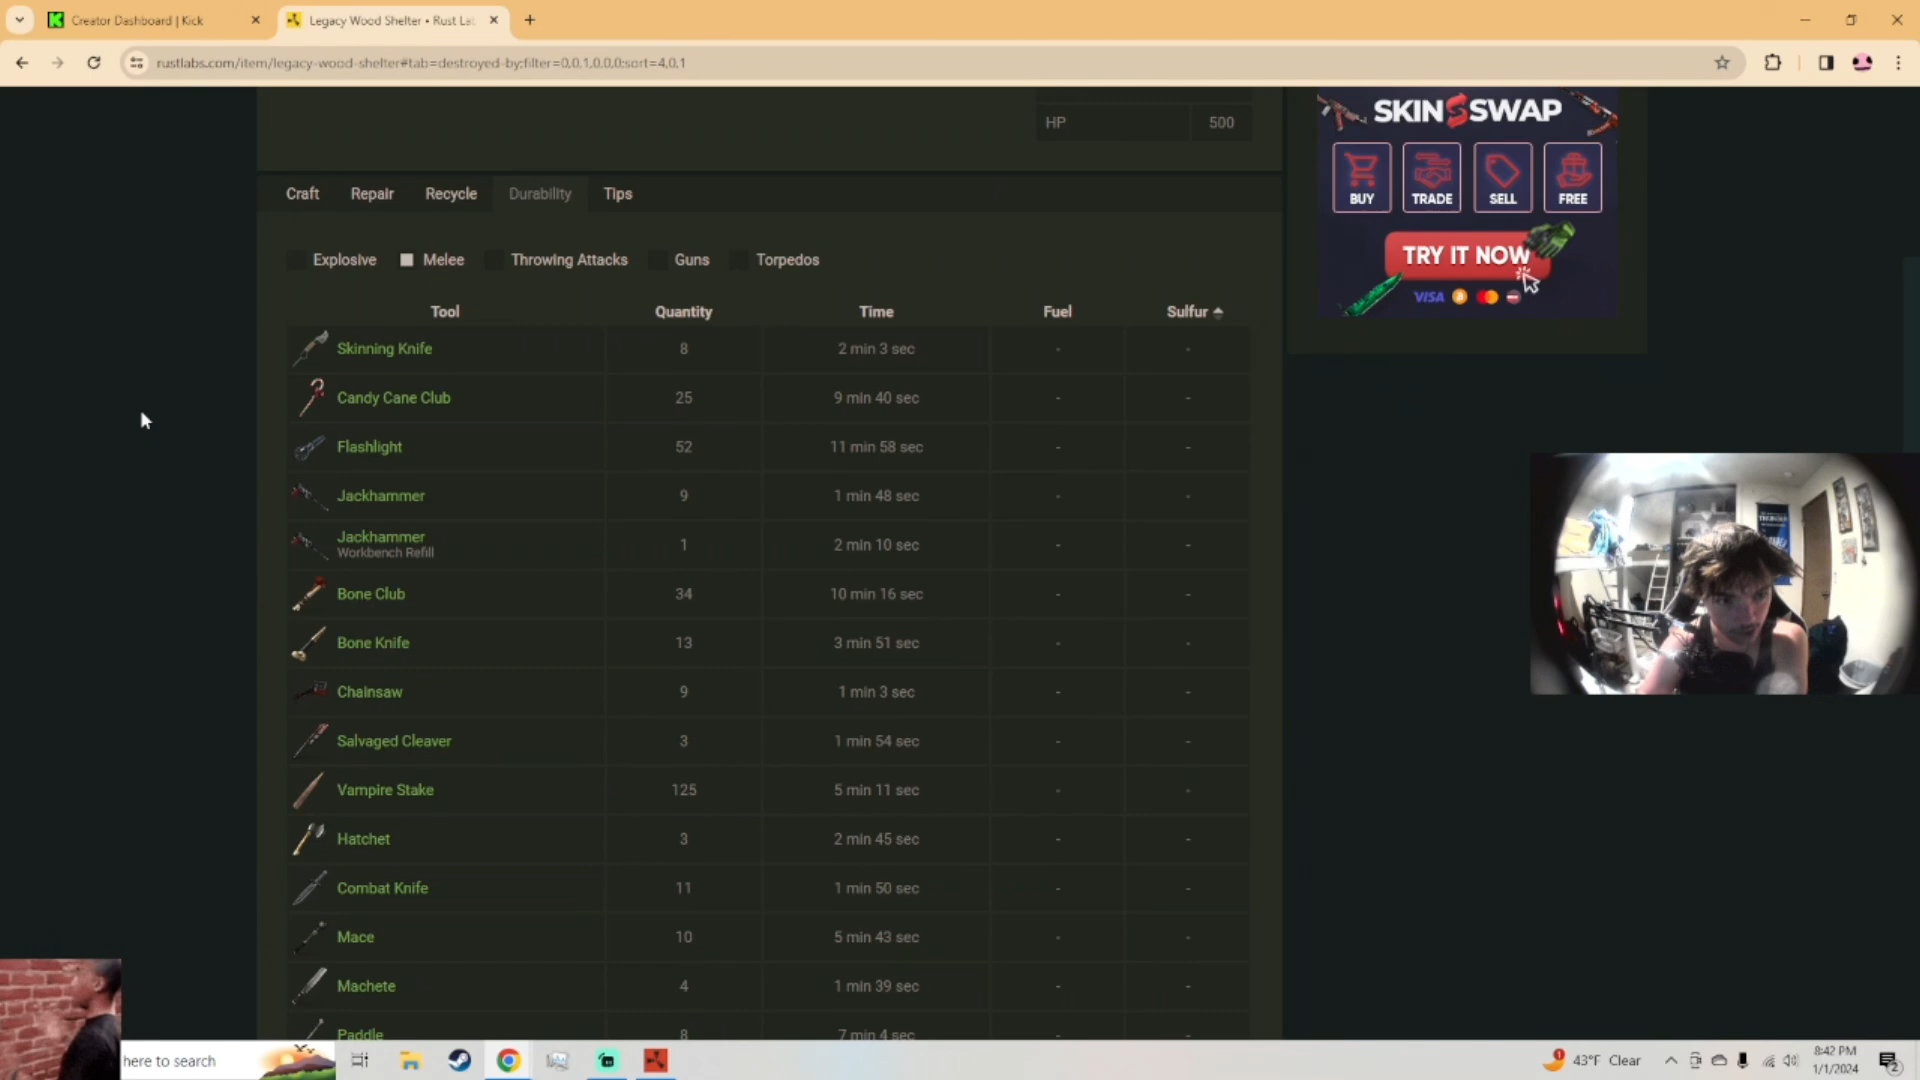 Creator Dashboard | Kick
Legacy Wood Shelter • Rust Lab
rustlabs.com/item/legacy-wood-shelter#tab=destroyed-by;filter=0,0,1,0,0,0;sort=4,0,1
HP 500
Craft Repair Recycle Durability Tips
Explosive Melee Throwing Attacks Guns Torpedos
Tool Quantity Time Fuel Sulfur
Skinning Knife 8 2 min 3 sec - -
Candy Cane Club 25 9 min 40 sec - -
Flashlight 52 11 min 58 sec - -
Jackhammer 9 1 min 48 sec - -
Jackhammer
Workbench Refill 1 2 min 10 sec - -
Bone Club 34 10 min 16 sec - -
Bone Knife 13 3 min 51 sec - -
Chainsaw 9 1 min 3 sec - -
Salvaged Cleaver 3 1 min 54 sec - -
Vampire Stake 125 5 min 11 sec - -
Hatchet 3 2 min 45 sec - -
Combat Knife 11 1 min 50 sec - -
Mace 10 5 min 43 sec - -
Machete 4 1 min 39 sec - -
Paddle 8 7 min 4 sec - -
SKINSSWAP
BUY TRADE SELL FREE
TRY IT NOW
VISA
here to search
43°F Clear
8:42 PM
1/1/2024
2